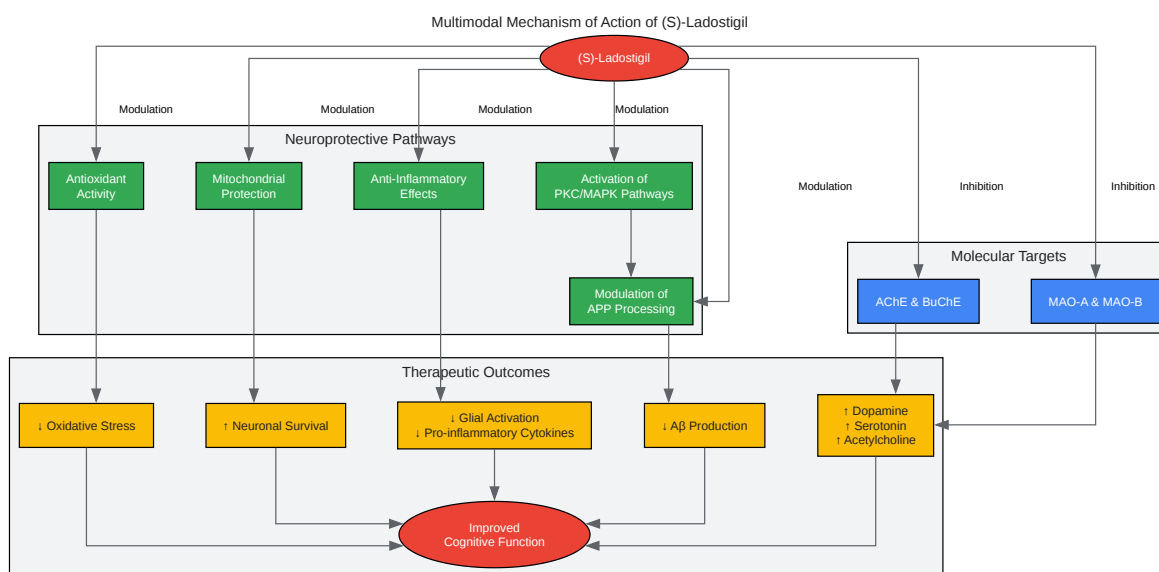 Multimodal Mechanism of Action of (S)-Ladostigil
(S)-Ladostigil
Modulation
Modulation
Modulation
Modulation
Neuroprotective Pathways
Antioxidant
Activity
Mitochondrial
Protection
Anti-Inflammatory
Effects
Activation of
PKC/MAPK Pathways
Modulation
Inhibition
Inhibition
Molecular Targets
Modulation of
APP Processing
AChE & BuChE
MAO-A & MAO-B
Therapeutic Outcomes
↓ Oxidative Stress
↑ Neuronal Survival
↓ Glial Activation
↓ Pro-inflammatory Cytokines
↓ Aβ Production
↑ Dopamine
↑ Serotonin
↑ Acetylcholine
Improved
Cognitive Function